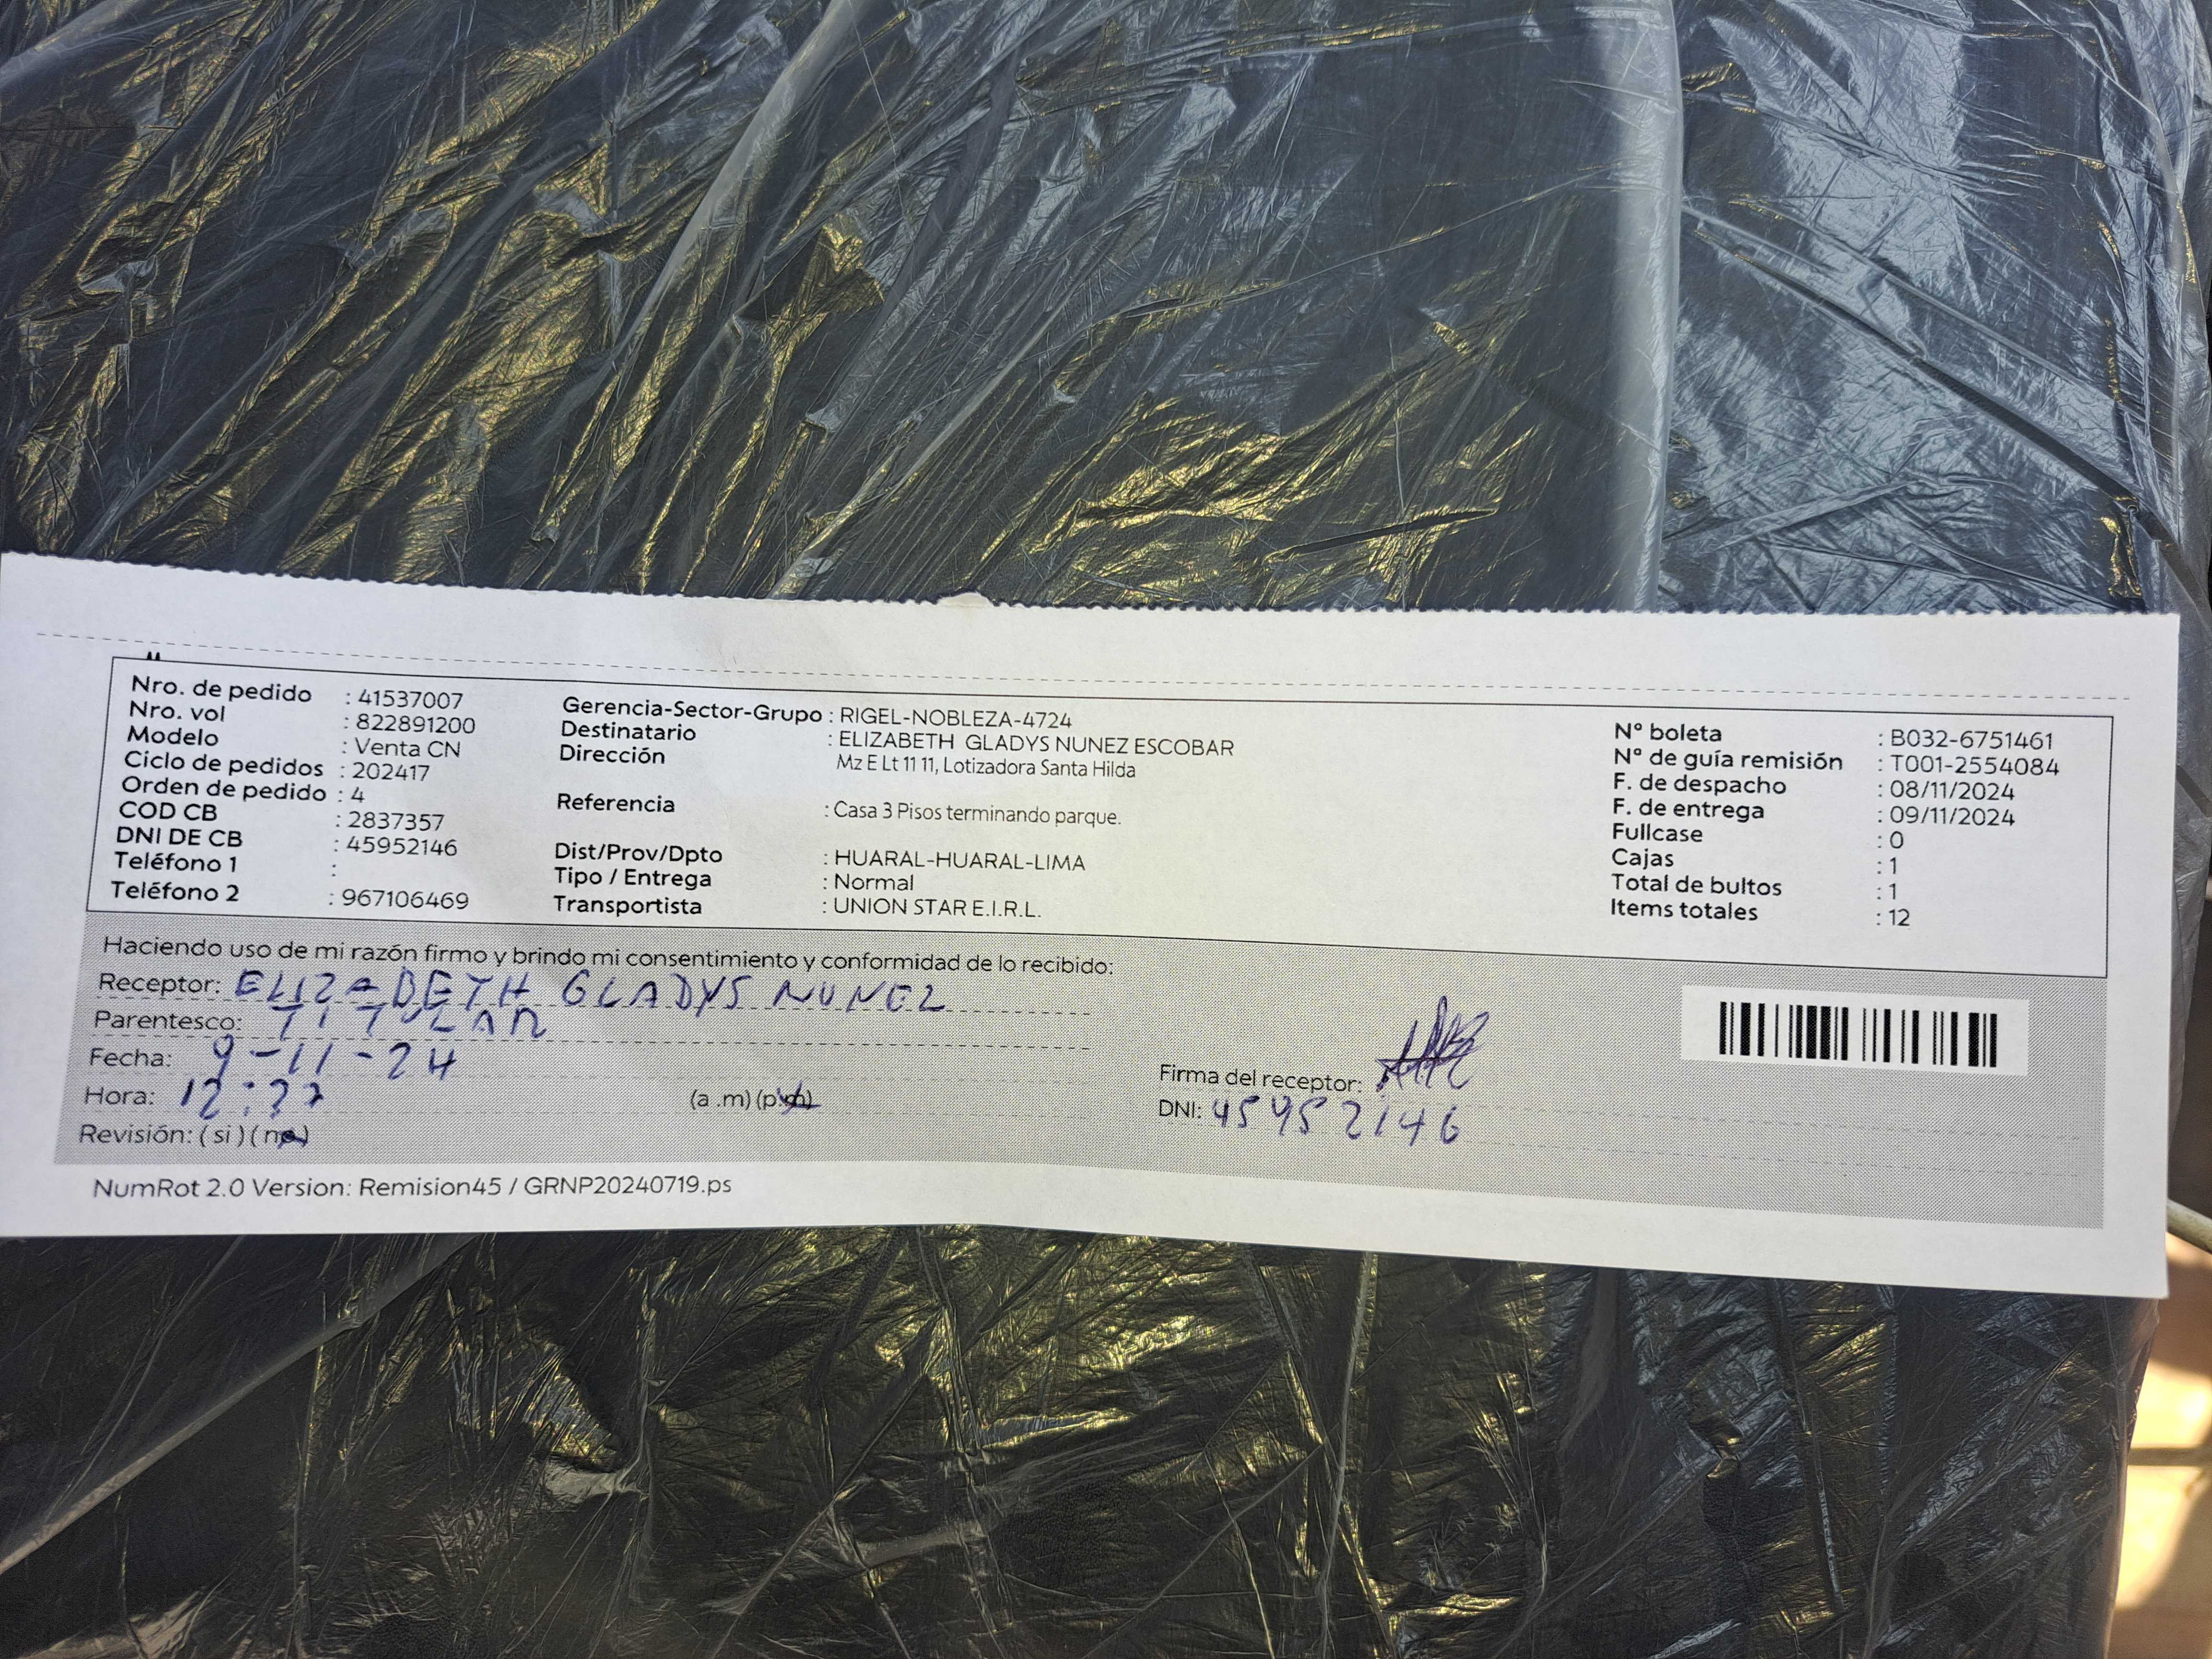 Nro. de pedido : 41537007
Nro. vol : 822891200
Modelo : Venta CN
Ciclo de pedidos : 202417
Orden de pedido : 4
COD CB : 2837357
DNI DE CB : 45952146
Teléfono 1 :
Teléfono 2 : 967106469
Gerencia-Sector-Grupo : RIGEL-NOBLEZA-4724
Destinatario : ELIZABETH GLADYS NUNEZ ESCOBAR
Dirección Mz E Lt 11 11, Lotizadora Santa Hilda
Referencia : Casa 3 Pisos terminando parque.
Dist/Prov/Dpto : HUARAL-HUARAL-LIMA
Tipo / Entrega : Normal
Transportista : UNION STAR E.I.R.L.
Nº boleta : B032-6751461
Nº de guía remisión : T001-2554084
F. de despacho : 08/11/2024
F. de entrega : 09/11/2024
Fullcase : 0
Cajas : 1
Total de bultos : 1
Items totales : 12
Haciendo uso de mi razón firmo y brindo mi consentimiento y conformidad de lo recibido:
Receptor: ELIZABETH GLADYS NUNEZ
Parentesco: TITULAR
Fecha: 9-11-24
Hora: (a .m) (p.m)
Revisión: ( si ) ( no )
Firma del receptor:
DNI: 45952146
NumRot 2.0 Version: Remision45 / GRNP20240719.ps